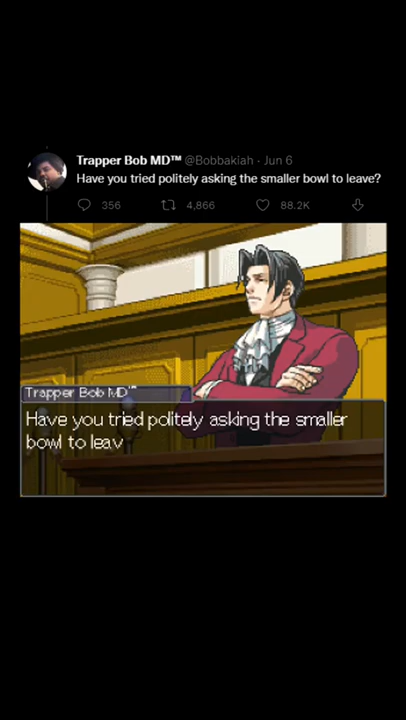 Trapper Bob MD™ @Bobbakiah · Jun 6
Have you tried politely asking the smaller bowl to leave?
356 4,866 88.2K
Trapper Bob MD™
Have you tried politely asking the smaller
bowl to leav